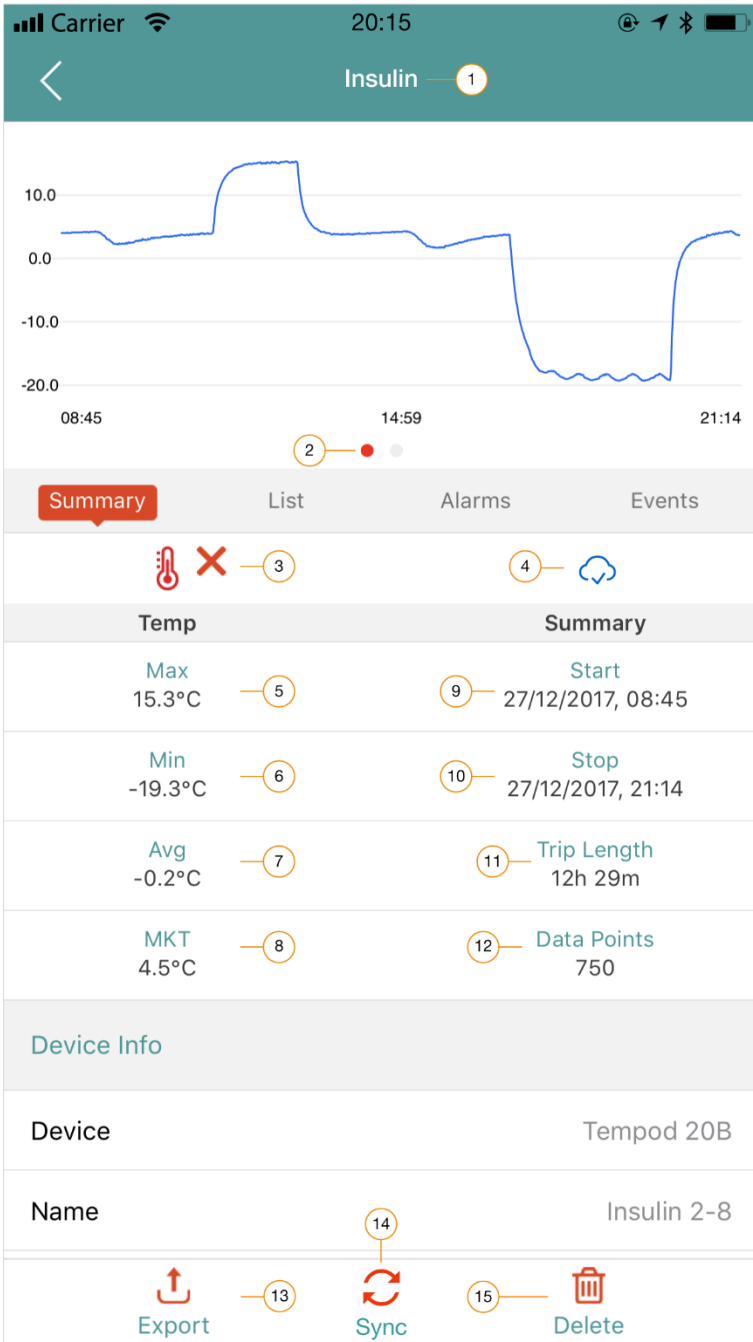 Carrier 20:15
Insulin 1
10.0
0.0
-10.0
-20.0
08:45 14:59 21:14
2
Summary List Alarms Events
3 4
Temp Summary
Max 5 9 Start
15.3°C 27/12/2017, 08:45
Min 6 10 Stop
-19.3°C 27/12/2017, 21:14
Avg 7 11 Trip Length
-0.2°C 12h 29m
MKT 8 12 Data Points
4.5°C 750
Device Info
Device Tempod 20B
Name Insulin 2-8
14
13 15
Export Sync Delete